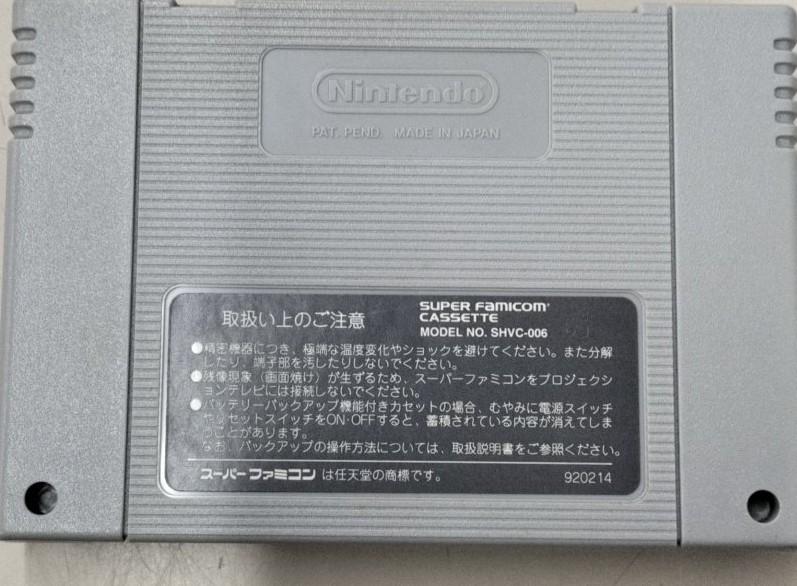 Nintendo
PAT. PEND. MADE IN JAPAN
取扱い上のご注意
SUPER FAMICOM
CASSETTE
MODEL NO. SHVC-006
●精密機器につき、極端な温度変化やショックを避けてください。また分解
したり、端子部を汚したりしないでください。
●残像現象（画面焼け）が生ずるため、スーパーファミコンをプロジェクシ
ョンテレビには接続しないでください。
●バッテリーバックアップ機能付きカセットの場合、むやみに電源スイッチ
やリセットスイッチをON・OFFすると、蓄積されている内容が消えてしま
うことがあります。
なお、バックアップの操作方法については、取扱説明書をご参照ください。
スーパーファミコン は任天堂の商標です。
920214